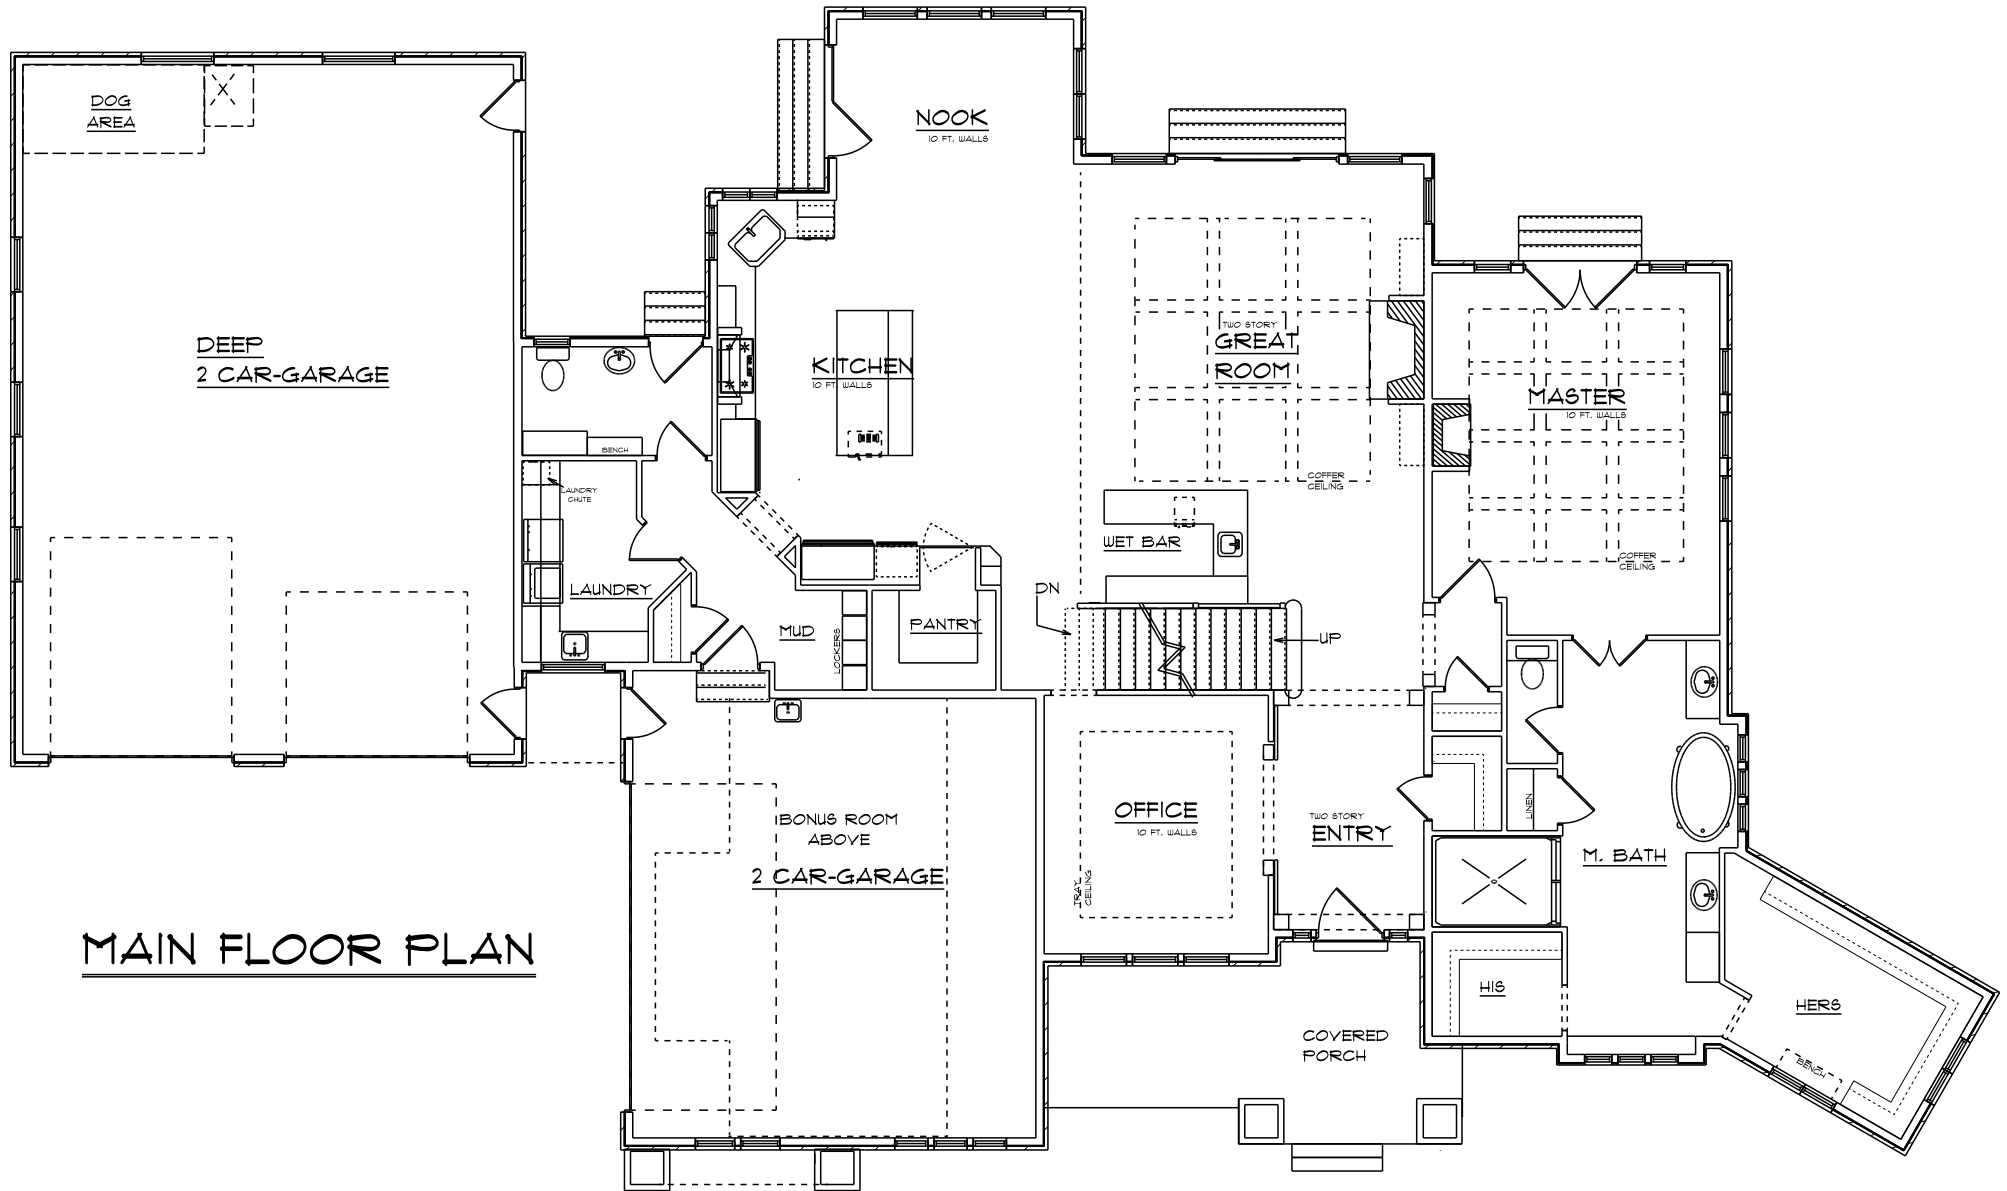 DOG
AREA
NOOK
10 FT. WALLS
DEEP
2 CAR-GARAGE
KITCHEN
10 FT. WALLS
TWO STORY
GREAT
ROOM
MASTER
10 FT. WALLS
BENCH
COFFER
CEILING
LAUNDRY
CHUTE
WET BAR
COFFER
CEILING
LAUNDRY
DN
MUD
LOCKERS
PANTRY
UP
BONUS ROOM
ABOVE
2 CAR-GARAGE
OFFICE
10 FT. WALLS
TRAY
CEILING
TWO STORY
ENTRY
LINEN
M. BATH
MAIN FLOOR PLAN
HIS
HERS
COVERED
PORCH
BENCH